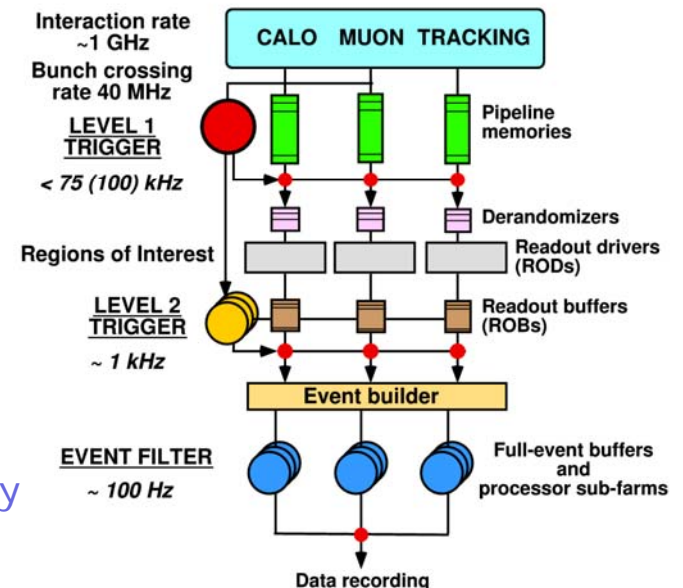 Interaction rate
~1 GHz
CALO MUON TRACKING
Bunch crossing
rate 40 MHz
Pipeline
memories
LEVEL 1
TRIGGER
< 75 (100) kHz
Derandomizers
Regions of Interest
Readout drivers
(RODs)
LEVEL 2
TRIGGER
~ 1 kHz
Readout buffers
(ROBs)
Event builder
EVENT FILTER
~ 100 Hz
y
Full-event buffers
and
processor sub-farms
Data recording